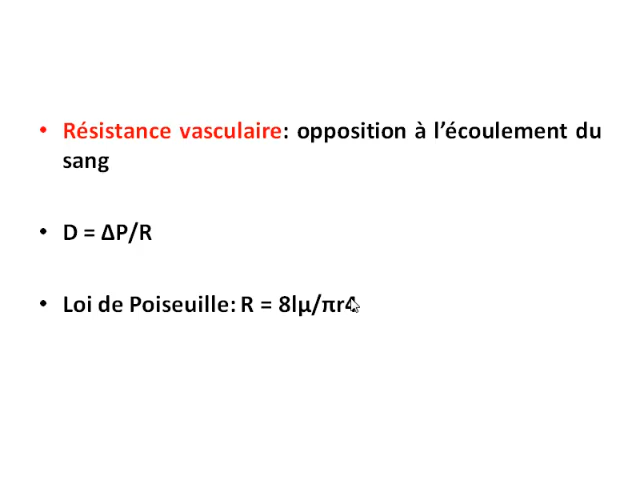 • Résistance vasculaire: opposition à l’écoulement du
sang
• D = ΔP/R
• Loi de Poiseuille: R = 8lµ/πr4